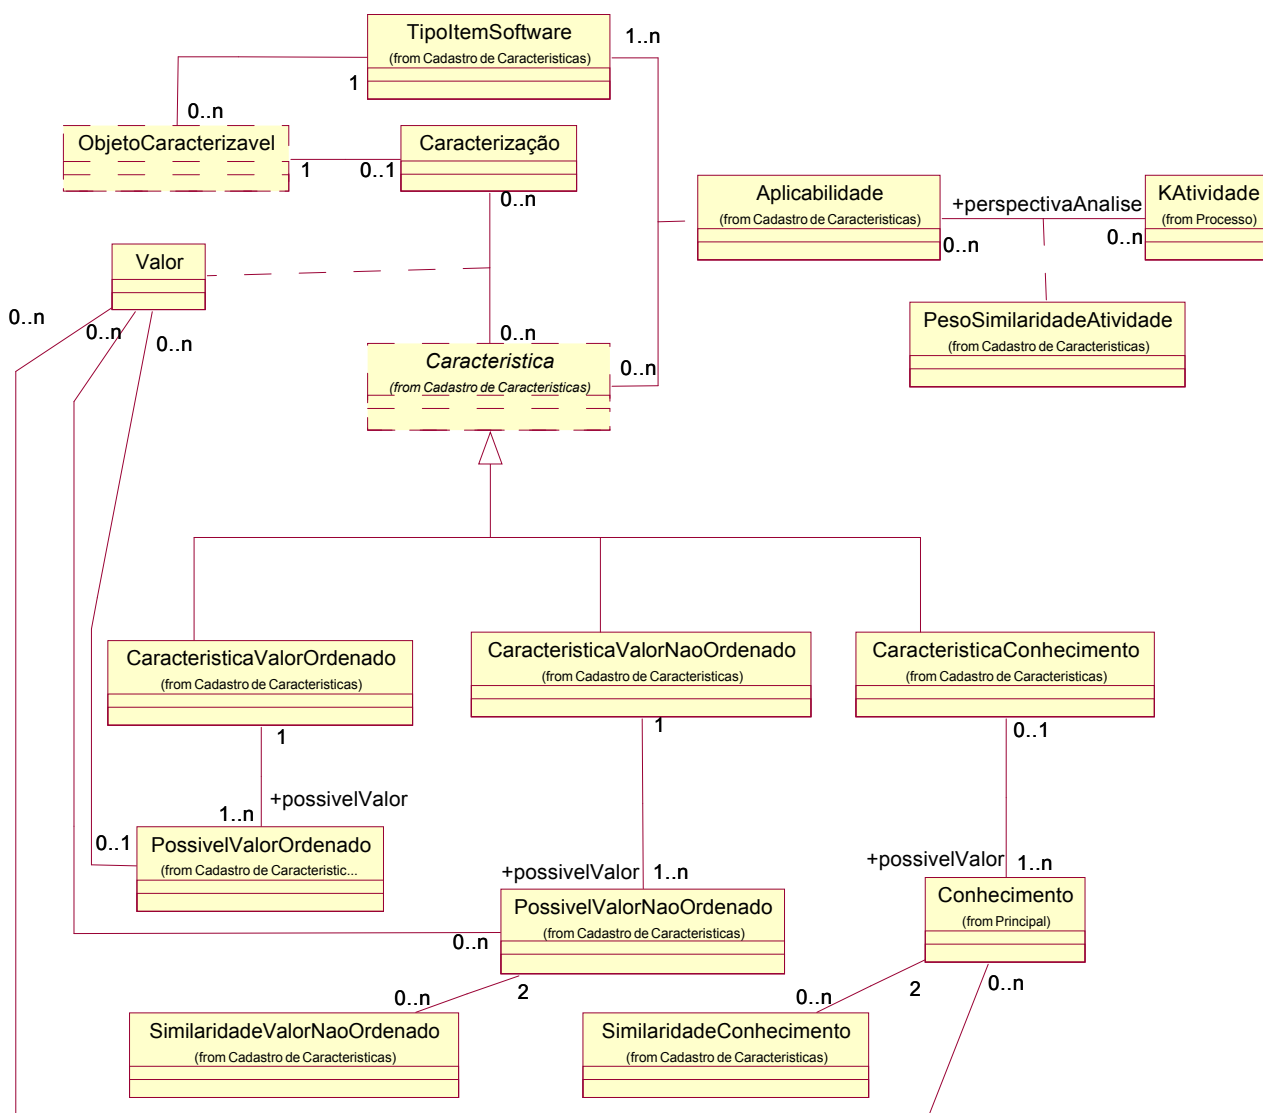 TipoItemSoftware
(from Cadastro de Caracteristicas)
1..n
1
0..n
ObjetoCaracterizavel
1
0..1
Caracterização
0..n
Aplicabilidade
(from Cadastro de Caracteristicas)
+perspectivaAnalise
0..n
0..n
KAtividade
(from Processo)
Valor
0..n
0..n
0..n
PesoSimilaridadeAtividade
(from Cadastro de Caracteristicas)
0..n
Caracteristica
(from Cadastro de Caracteristicas)
0..n
CaracteristicaValorOrdenado
(from Cadastro de Caracteristicas)
1
CaracteristicaValorNaoOrdenado
(from Cadastro de Caracteristicas)
1
CaracteristicaConhecimento
(from Cadastro de Caracteristicas)
0..1
+possivelValor
1..n
0..1
PossivelValorOrdenado
(from Cadastro de Caracteristic...
+possivelValor
1..n
PossivelValorNaoOrdenado
(from Cadastro de Caracteristicas)
0..n
+possivelValor
1..n
Conhecimento
(from Principal)
0..n
2
0..n
2
0..n
SimilaridadeValorNaoOrdenado
(from Cadastro de Caracteristicas)
SimilaridadeConhecimento
(from Cadastro de Caracteristicas)